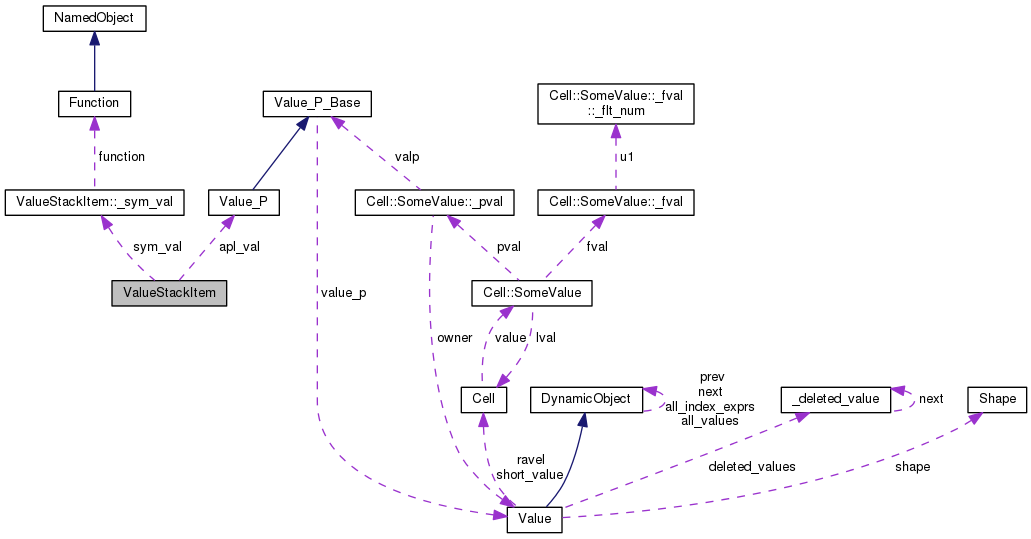 NamedObject
Function
Value_P_Base
Cell::SomeValue::_fval
::_flt_num
function
valp
u1
ValueStackItem::_sym_val
Value_P
Cell::SomeValue::_pval
Cell::SomeValue::_fval
sym_val
apl_val
pval
fval
ValueStackItem
value_p
Cell::SomeValue
owner
value
lval
prev
next
all_index_exprs
all_values
Cell
DynamicObject
_deleted_value
next
Shape
ravel
short_value
deleted_values
shape
Value